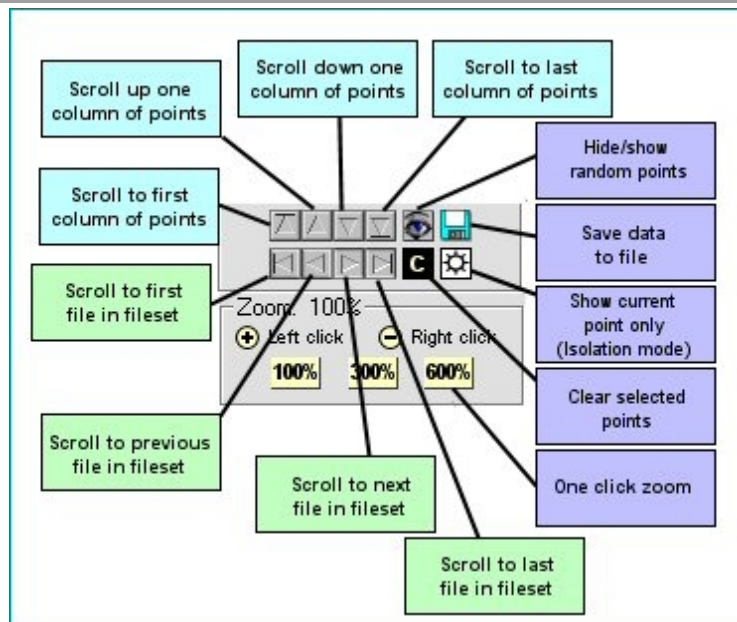 Scroll up one
column of points
Scroll down one
column of points
Scroll to last
column of points
Hide/show
random points
Scroll to first
column of points
Save data
to file
C
Scroll to first
file in fileset
Show current
point only
(Isolation mode)
Zoom: 100%
Left click
Right click
100%
300%
600%
Clear selected
points
Scroll to previous
file in fileset
Scroll to next
file in fileset
One click zoom
Scroll to last
file in fileset